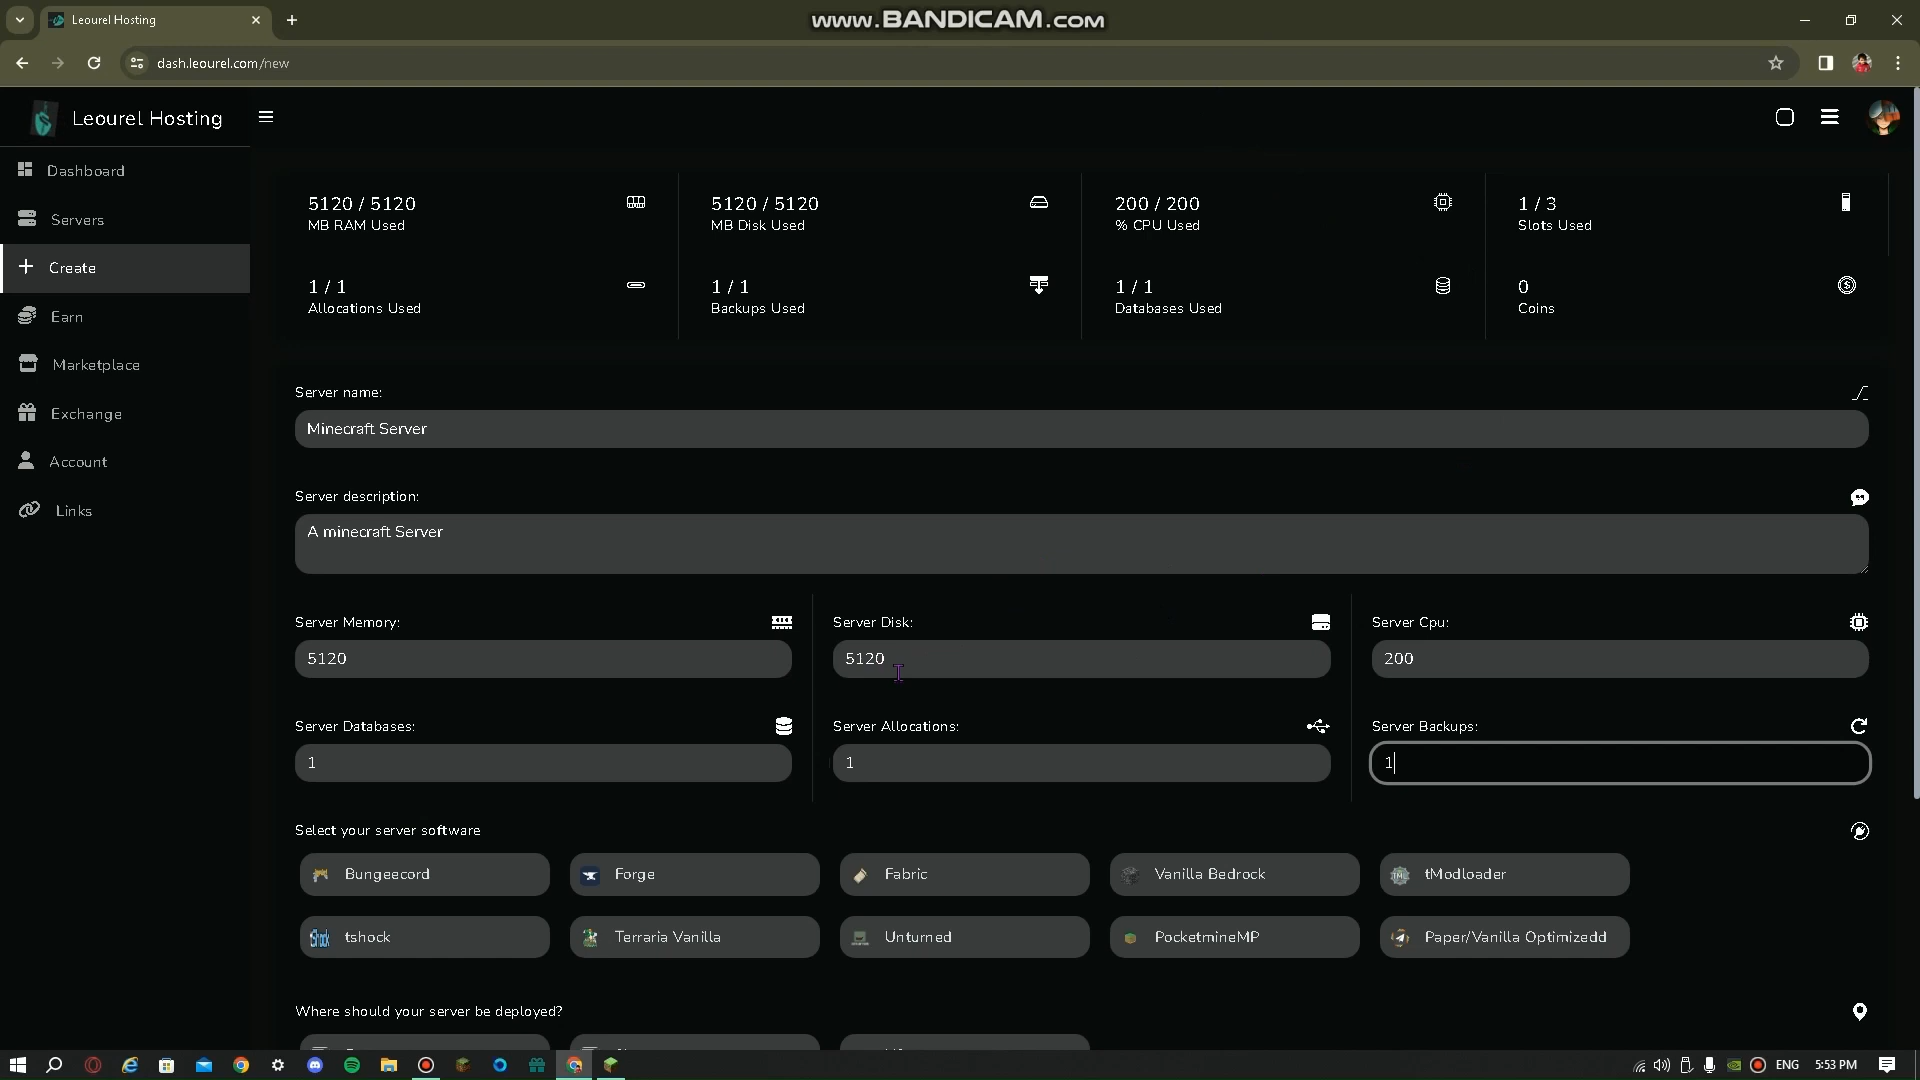 Leourel Hosting
www.BANDICAM.com
dash.leourel.com/new
Leourel Hosting
Dashboard
Servers
Create
Earn
Marketplace
Exchange
Account
Links
5120 / 5120
MB RAM Used
5120 / 5120
MB Disk Used
200 / 200
% CPU Used
1 / 3
Slots Used
1 / 1
Allocations Used
1 / 1
Backups Used
1 / 1
Databases Used
0
Coins
Server name:
Minecraft Server
Server description:
A minecraft Server
Server Memory:
Server Disk:
Server Cpu:
5120
5120
200
Server Databases:
Server Allocations:
Server Backups:
1
1
1
Select your server software
Bungeecord
Forge
Fabric
Vanilla Bedrock
tModloader
tshock
Terraria Vanilla
Unturned
PocketmineMP
Paper/Vanilla Optimizedd
Where should your server be deployed?
ENG
5:53 PM